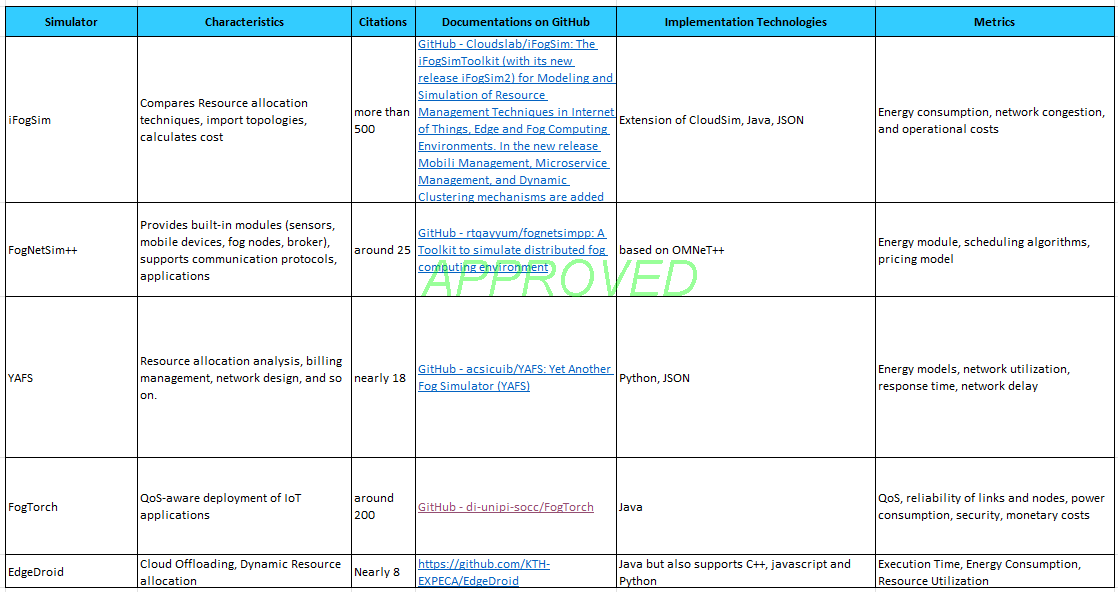 Simulator
Characteristics
Citations
Documentations on GitHub
Implementation Technologies
Metrics
iFogSim
Compares Resource allocation
techniques, import topologies,
calculates cost
more than
500
GitHub - Cloudslab/iFogSim: The
iFogSimToolkit (with its new
release iFogSim2) for Modeling and
Simulation of Resource
Management Techniques in Internet
of Things, Edge and Fog Computing
Environments. In the new release
Mobili Management, Microservice
Management, and Dynamic
Clustering mechanisms are added
Extension of CloudSim, Java, JSON
Energy consumption, network congestion,
and operational costs
FogNetSim++
Provides built-in modules (sensors,
mobile devices, fog nodes, broker),
supports communication protocols,
applications
around 25
GitHub - rtqayyum/fognetsimpp: A
Toolkit to simulate distributed fog
computing environment
based on OMNeT++
Energy module, scheduling algorithms,
pricing model
APPROVED
YAFS
Resource allocation analysis, billing
management, network design, and so
on.
nearly 18
GitHub - acsicuib/YAFS: Yet Another
Fog Simulator (YAFS)
Python, JSON
Energy models, network utilization,
response time, network delay
FogTorch
QoS-aware deployment of IoT
applications
around
200
GitHub - di-unipi-socc/FogTorch
Java
QoS, reliability of links and nodes, power
consumption, security, monetary costs
EdgeDroid
Cloud Offloading, Dynamic Resource
allocation
Nearly 8
https://github.com/KTH-
EXPECA/EdgeDroid
Java but also supports C++, javascript and
Python
Execution Time, Energy Consumption,
Resource Utilization